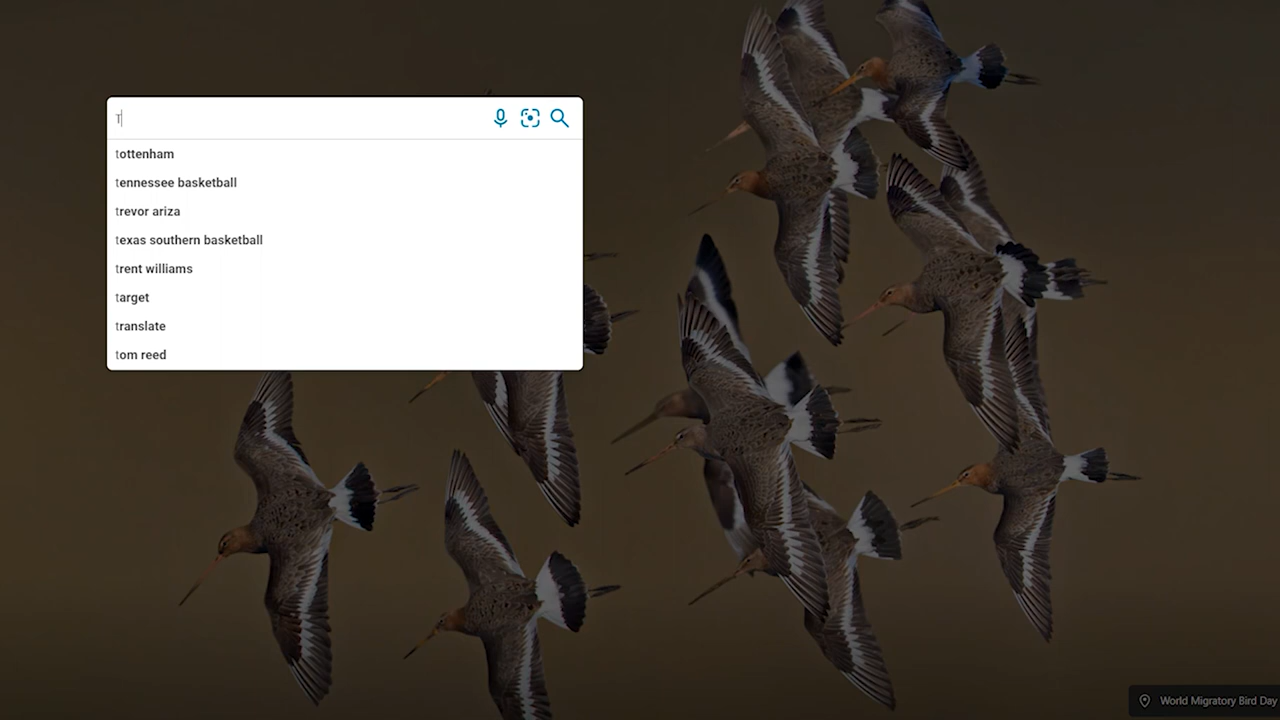 T
tottenham
tennessee basketball
trevor ariza
texas southern basketball
trent williams
target
translate
tom reed
World Migratory Bird Day